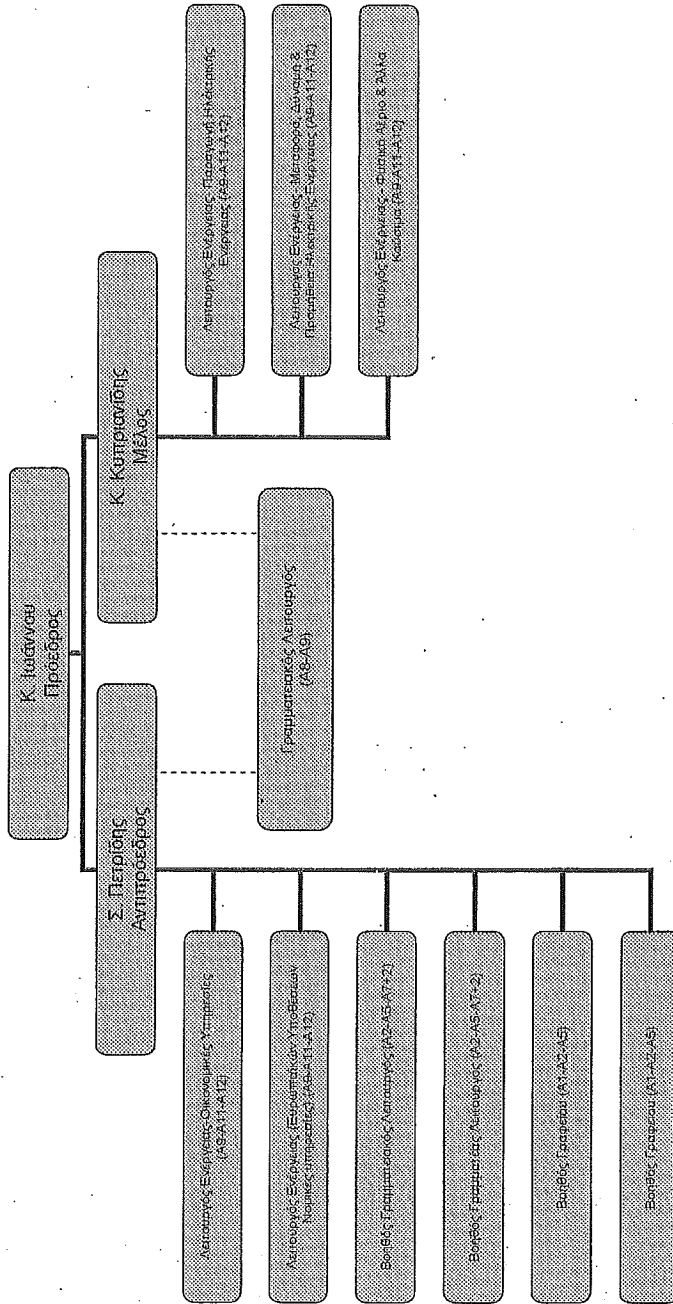 Κ. Ιωάννου
Πρόεδρος
Σ. Πετρίδης
Αντιπρόεδρος
Κ. Κυπριανίδης
Μέλος
Γραμματειακός Λειτουργός
(Α8-Α9)
Λειτουργός Ενέργειας-Οικονομικές Υπηρεσίες
(Α9-Α11-Α12)
Λειτουργός Ενέργειας (Ευρωπαϊκών Υποθέσεων
Νομικές υπηρεσίες) (Α9-Α11-Α12)
Βοηθός Γραμματειακός Λειτουργός (Α2-Α5-Α7+2)
Βοηθός Γραμματειακός Λειτουργός (Α2-Α5-Α7+2)
Βοηθός Γραφείου (Α1-Α2-Α5)
Βοηθός Γραφείου (Α1-Α2-Α5)
Λειτουργός Ενέργειας- Παραγωγή Ηλεκτρικής
Ενέργειας (Α9-Α11-Α12)
Λειτουργός Ενέργειας - Μεταφορά, &
Προμήθεια Ηλεκτρικής Ενέργειας (Α9-Α11-Α12)
Λειτουργός Ενέργειας – Φυσικό Αέριο & Άλλα
Καύσιμα (Α9-Α11-Α12)